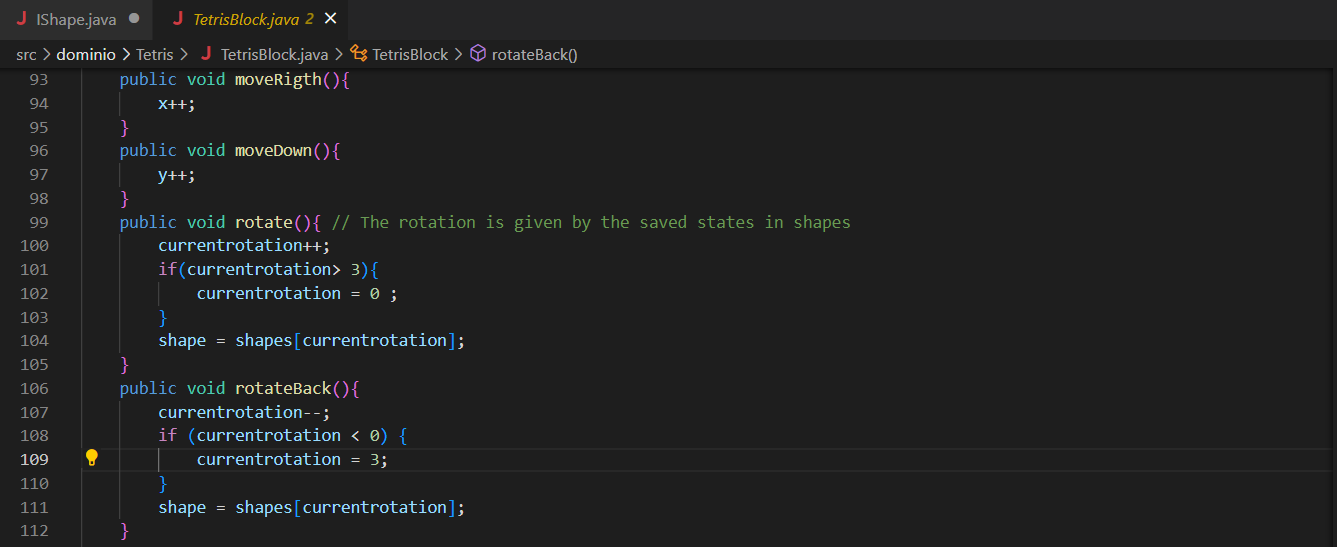 J IShape.java ● J TetrisBlock.java 2 ×
src > dominio > Tetris > J TetrisBlock.java > TetrisBlock > rotateBack()
93 public void moveRigth(){
94 x++;
95 }
96 public void moveDown(){
97 y++;
98 }
99 public void rotate(){ // The rotation is given by the saved states in shapes
100 currentrotation++;
101 if(currentrotation> 3){
102 currentrotation = 0 ;
103 }
104 shape = shapes[currentrotation];
105 }
106 public void rotateBack(){
107 currentrotation--;
108 if (currentrotation < 0) {
109 currentrotation = 3;
110 }
111 shape = shapes[currentrotation];
112 }